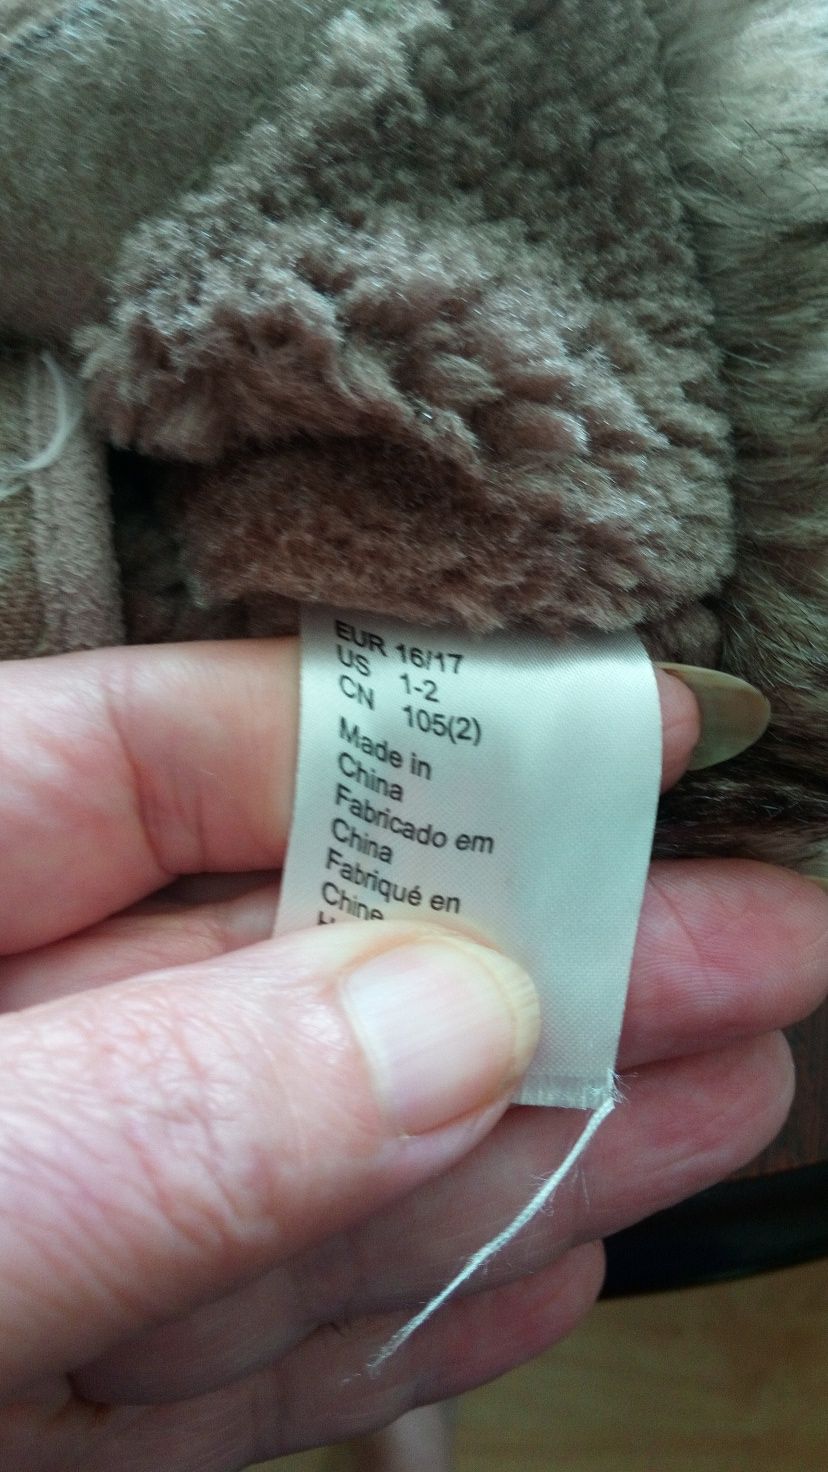 EUR 16/17
US 1-2
CN 105(2)
Made in
China
Fabricado em
China
Fabriqué en
Chine